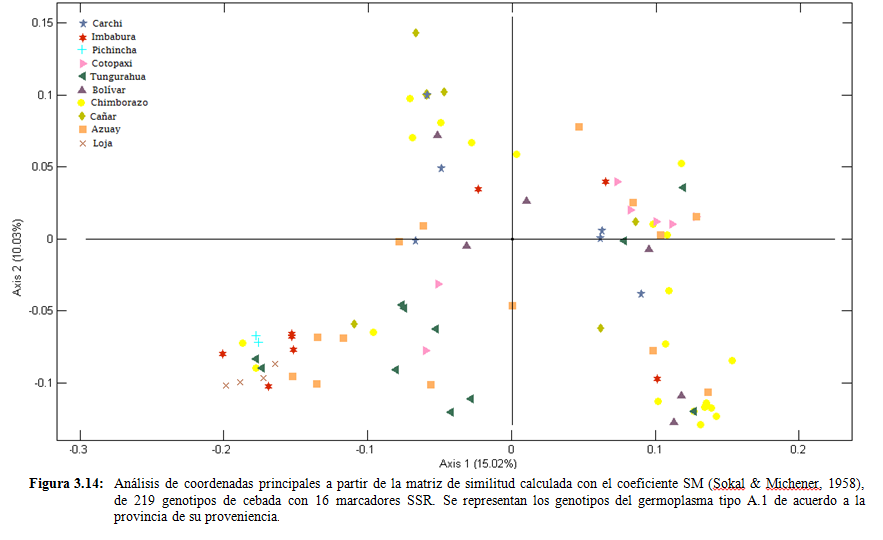 0.15
0.1
0.05
0
-0.05
-0.1
Axis 2 (10.03%)
Carchi
Imbabura
Pichincha
Cotopaxi
Tungurahua
Bolívar
Chimborazo
Cañar
Azuay
Loja
-0.3
-0.2
-0.1
0
0.1
0.2
Axis 1 (15.02%)
Figura 3.14: Análisis de coordenadas principales a partir de la matriz de similitud calculada con el coeficiente SM (Sokal & Michener, 1958),
de 219 genotipos de cebada con 16 marcadores SSR. Se representan los genotipos del germoplasma tipo A.1 de acuerdo a la
provincia de su proveniencia.